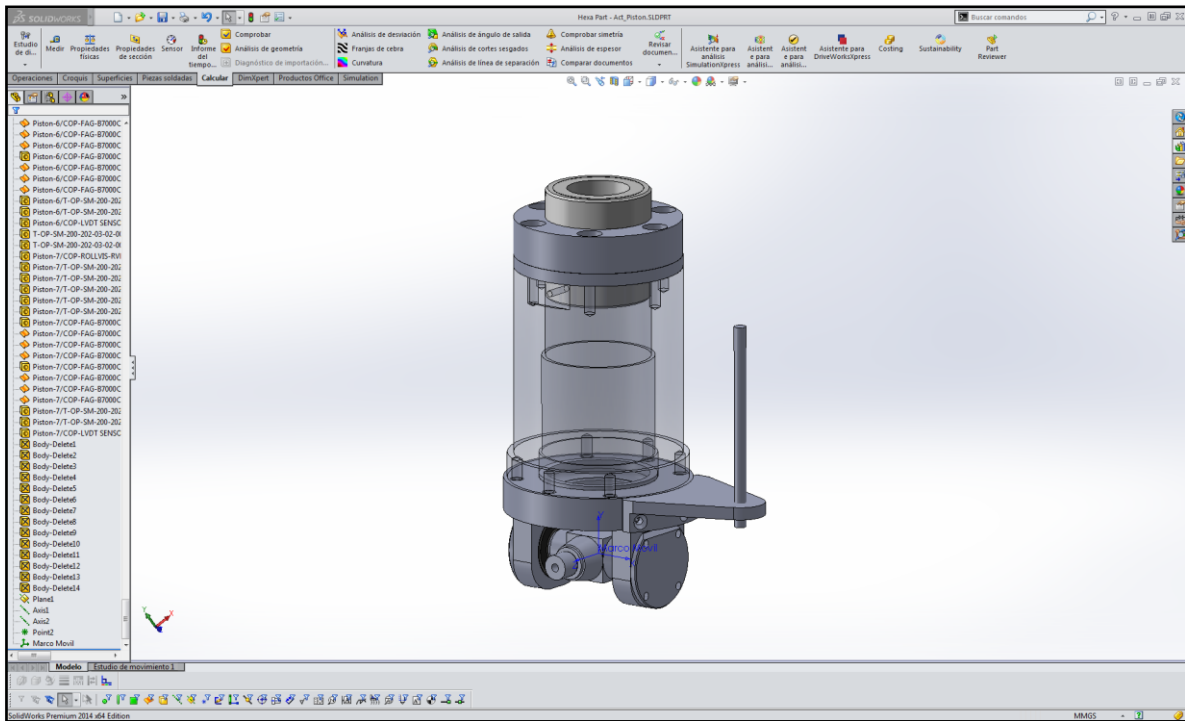 SOLIDWORKS
Hexa Part - Act_Piston.SLDPRT
Buscar comandos
Estudio de di...
Medir
Propiedades físicas
Propiedades de sección
Sensor
Informe del tiempo...
Comprobar
Análisis de geometría
Diagnóstico de importación...
Análisis de desviación
Franjas de cebra
Curvatura
Análisis de ángulo de salida
Análisis de cortes sesgados
Análisis de línea de separación
Comprobar simetría
Análisis de espesor
Comparar documentos
Revisar documen...
Asistente para análisis SimulationXpress
Asistent e para análisi...
Asistent e para análisi...
Asistente para DriveWorksXpress
Costing
Sustainability
Part Reviewer
Operaciones
Croquis
Superficies
Piezas soldadas
Calcular
DimXpert
Productos Office
Simulation
Piston-6/COP-FAG-B7000C
Piston-6/COP-FAG-B7000C
Piston-6/COP-FAG-B7000C
Piston-6/COP-FAG-B7000C
Piston-6/COP-FAG-B7000C
Piston-6/COP-FAG-B7000C
Piston-6/COP-FAG-B7000C
Piston-6/T-OP-SM-200-202
Piston-6/T-OP-SM-200-202
Piston-6/COP-LVDT SENSC
T-OP-SM-200-202-03-02-0
T-OP-SM-200-202-03-02-0
Piston-7/COP-ROLLVIS-RVI
Piston-7/T-OP-SM-200-202
Piston-7/T-OP-SM-200-202
Piston-7/T-OP-SM-200-202
Piston-7/T-OP-SM-200-202
Piston-7/T-OP-SM-200-202
Piston-7/COP-FAG-B7000C
Piston-7/COP-FAG-B7000C
Piston-7/COP-FAG-B7000C
Piston-7/COP-FAG-B7000C
Piston-7/COP-FAG-B7000C
Piston-7/COP-FAG-B7000C
Piston-7/COP-FAG-B7000C
Piston-7/COP-FAG-B7000C
Piston-7/T-OP-SM-200-202
Piston-7/T-OP-SM-200-202
Piston-7/COP-LVDT SENSC
Body-Delete1
Body-Delete2
Body-Delete3
Body-Delete4
Body-Delete5
Body-Delete6
Body-Delete7
Body-Delete8
Body-Delete9
Body-Delete10
Body-Delete11
Body-Delete12
Body-Delete13
Body-Delete14
Plane1
Axis1
Axis2
Point2
Marco Movil
Marco Movil
Y
X
Modelo
Estudio de movimiento 1
SolidWorks Premium 2014 x64 Edition
MMGS